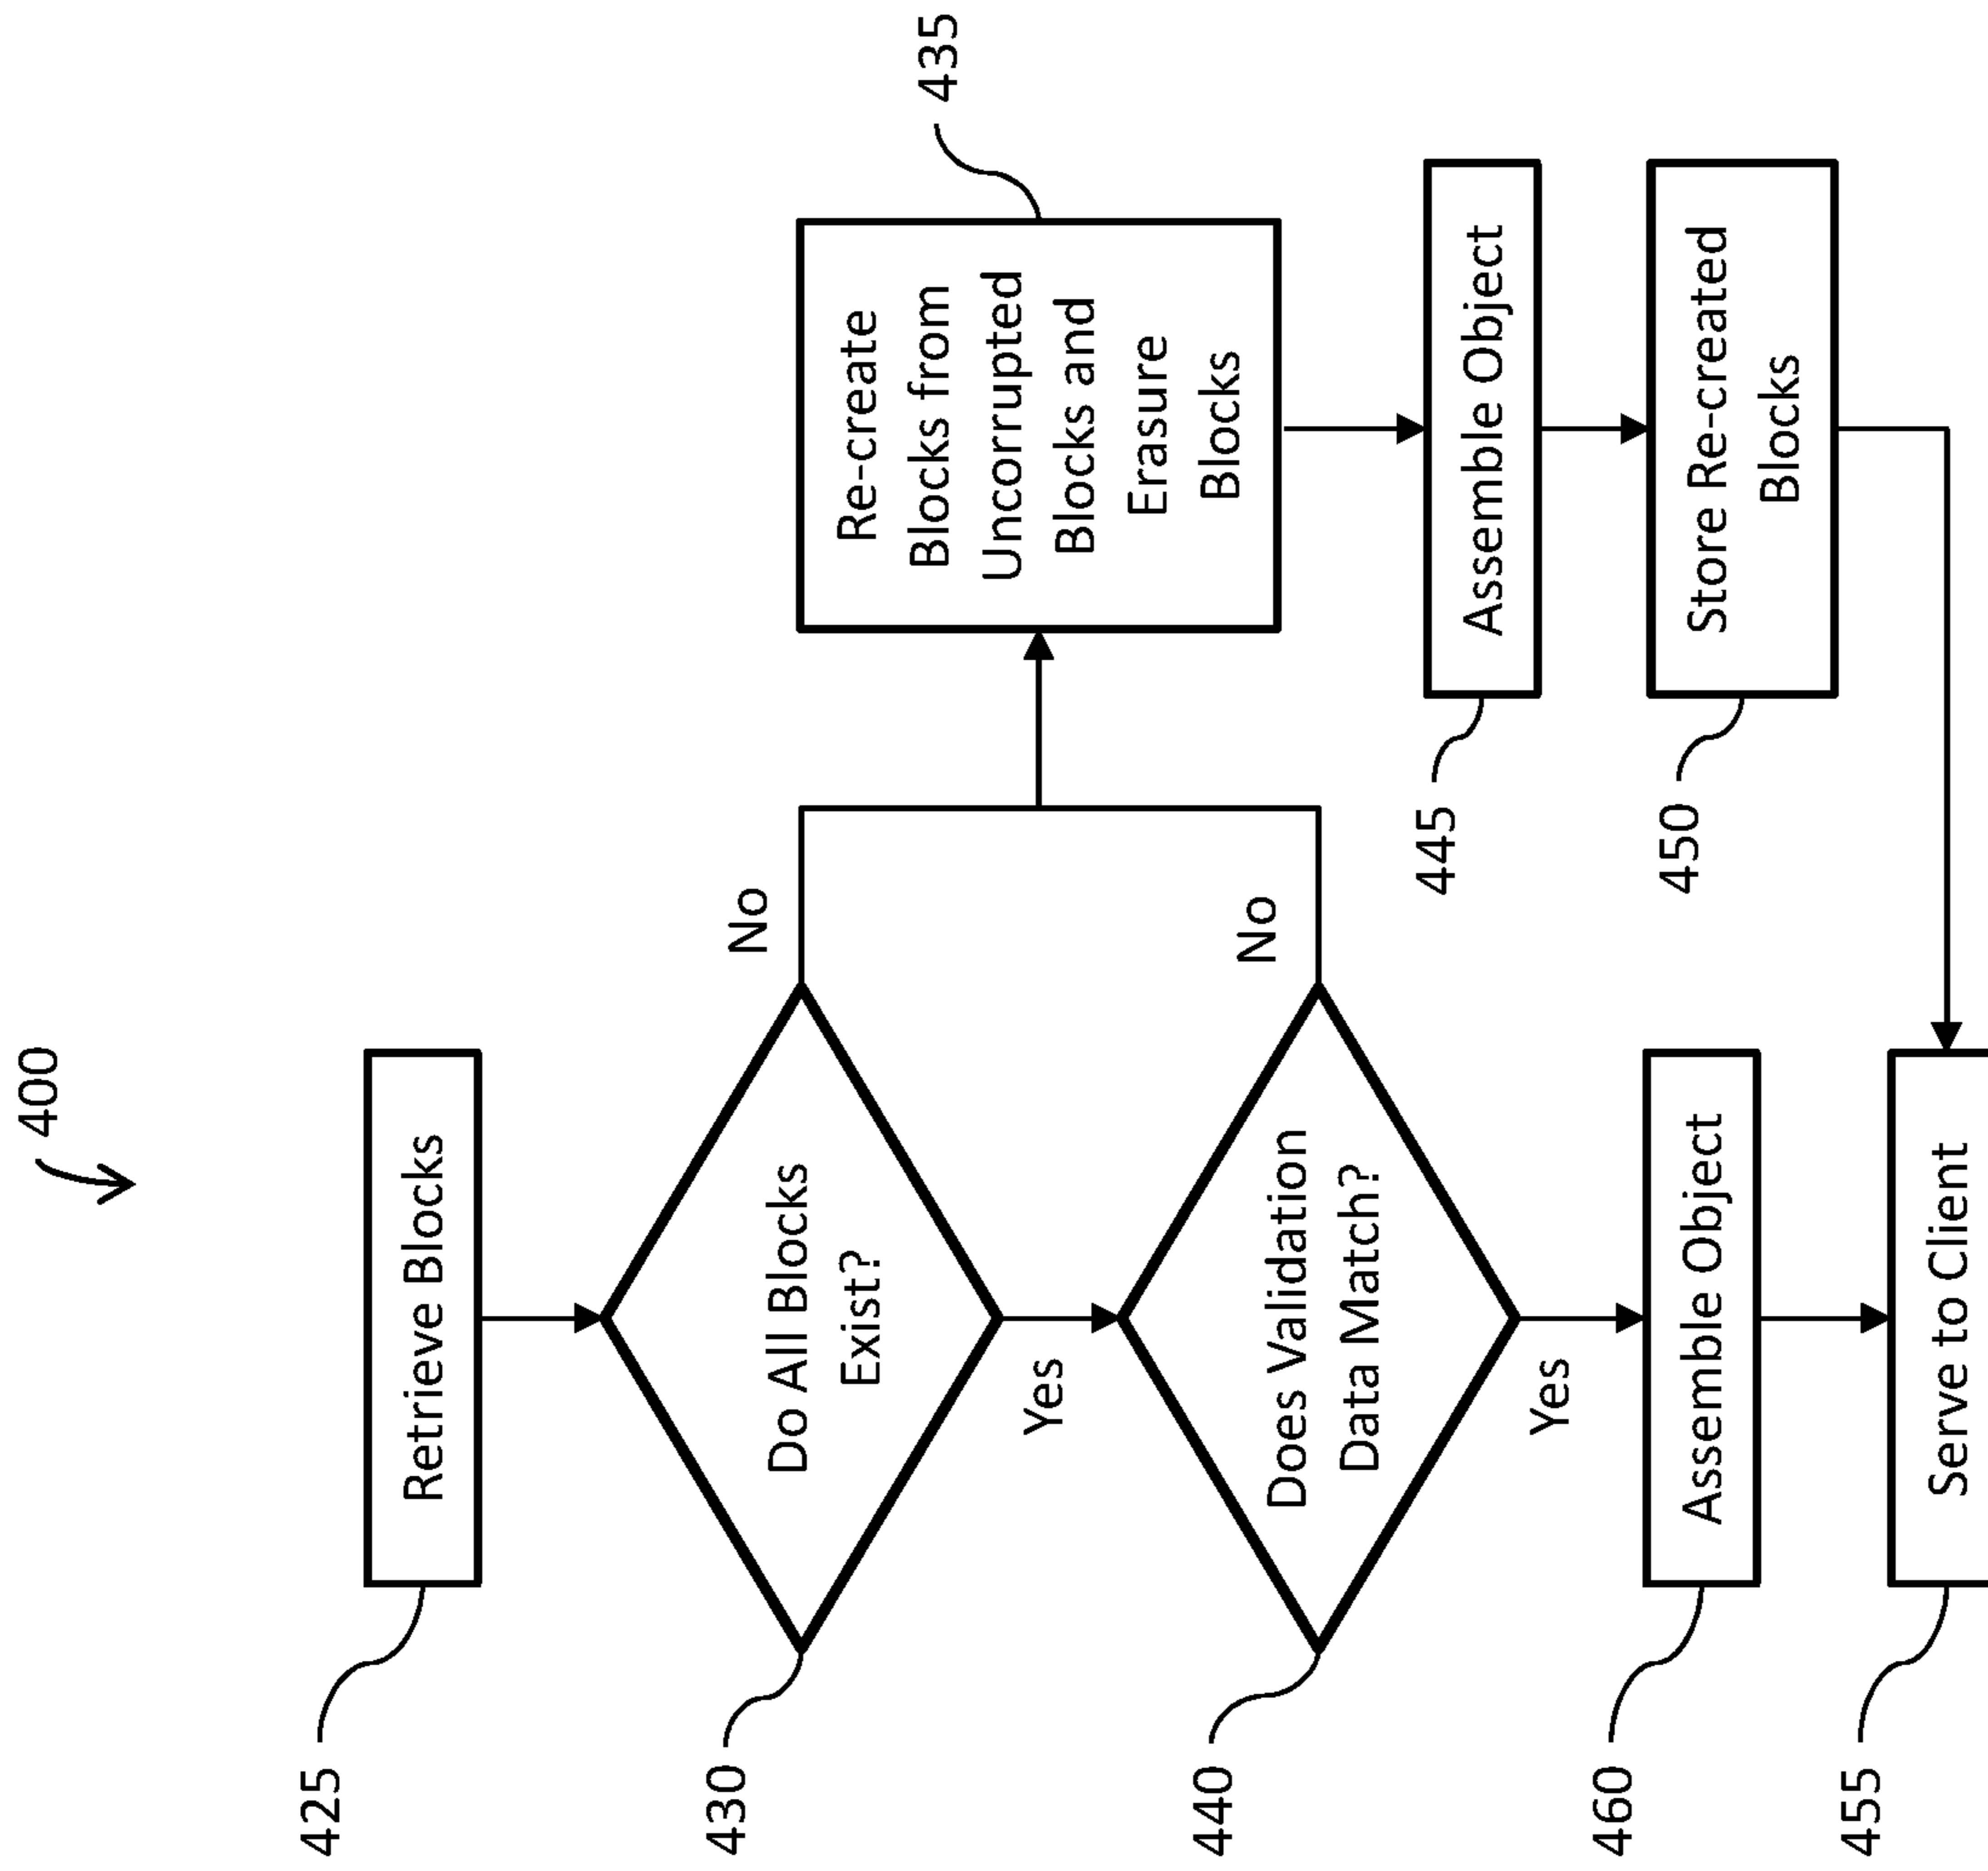 400
425
Retrieve Blocks
430
Do All Blocks
Exist?
No
Yes
435
Re-create
Blocks from
Uncorrupted
Blocks and
Erasure
Blocks
440
Does Validation
Data Match?
No
Yes
445
Assemble Object
450
Store Re-created
Blocks
460
Assemble Object
455
Serve to Client